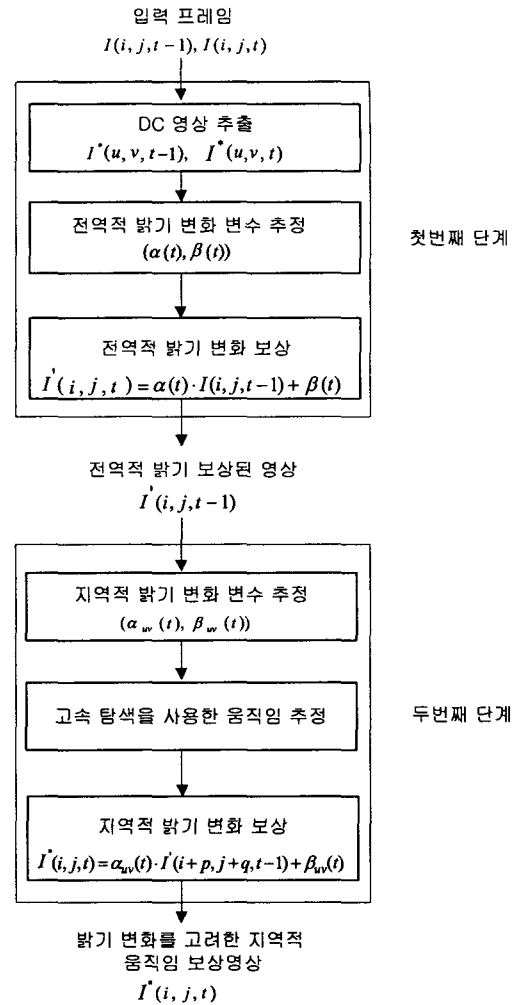 입력 프레임
I(i, j, t−1), I(i, j, t)
DC 영상 추출
I*(u, v, t−1), I*(u, v, t)
전역적 밝기 변화 변수 추정
(α(t), β(t))
첫번째 단계
전역적 밝기 변화 보상
I'(i, j, t) = α(t)·I(i, j, t−1) + β(t)
전역적 밝기 보상된 영상
I'(i, j, t−1)
지역적 밝기 변화 변수 추정
(α_uv(t), β_uv(t))
고속 탐색을 사용한 움직임 추정
두번째 단계
지역적 밝기 변화 보상
I"(i, j, t) = α_uv(t)·I'(i+p, j+q, t−1) + β_uv(t)
밝기 변화를 고려한 지역적
움직임 보상영상
I"(i, j, t)